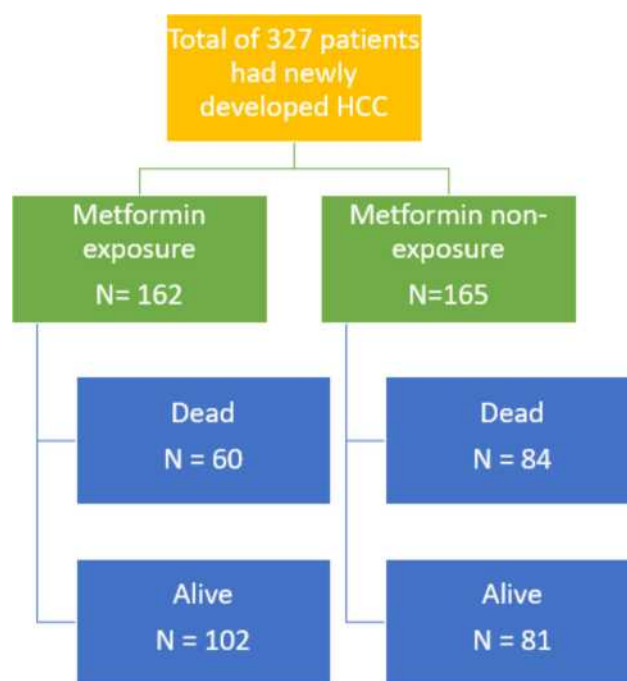 Total of 327 patients
had newly
developed HCC
Metformin
exposure
N= 162
Metformin non-
exposure
N=165
Dead
N = 60
Dead
N = 84
Alive
N = 102
Alive
N = 81